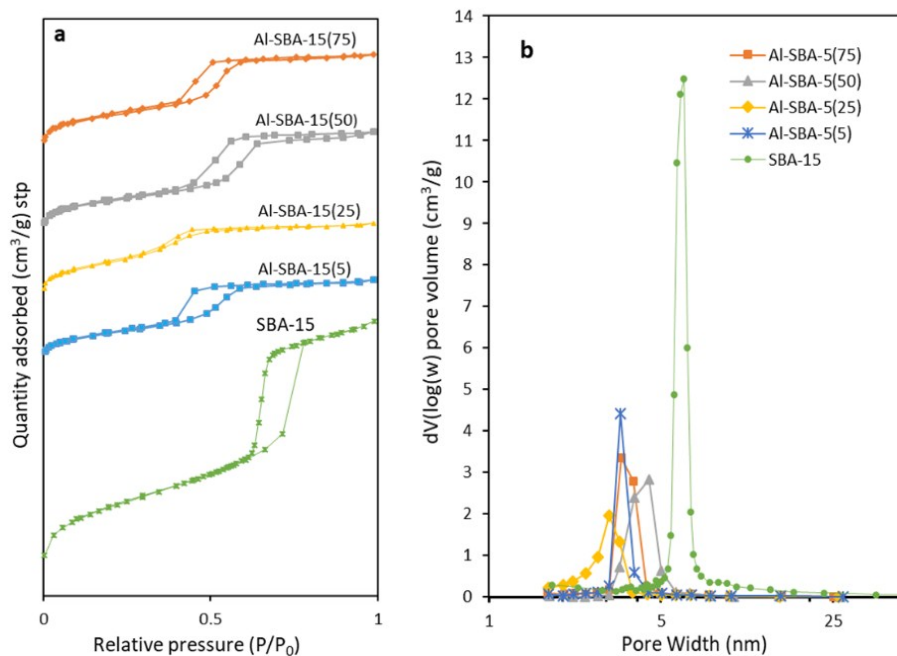 a
Al-SBA-15(75)
Al-SBA-15(50)
Al-SBA-15(25)
Al-SBA-15(5)
SBA-15
Quantity adsorbed (cm³/g) stp
0
0.5
1
Relative pressure (P/P₀)
b
14
13
12
11
10
9
8
7
6
5
4
3
2
1
0
dV(log(w) pore volume (cm³/g)
Al-SBA-5(75)
Al-SBA-5(50)
Al-SBA-5(25)
Al-SBA-5(5)
SBA-15
1
5
25
Pore Width (nm)